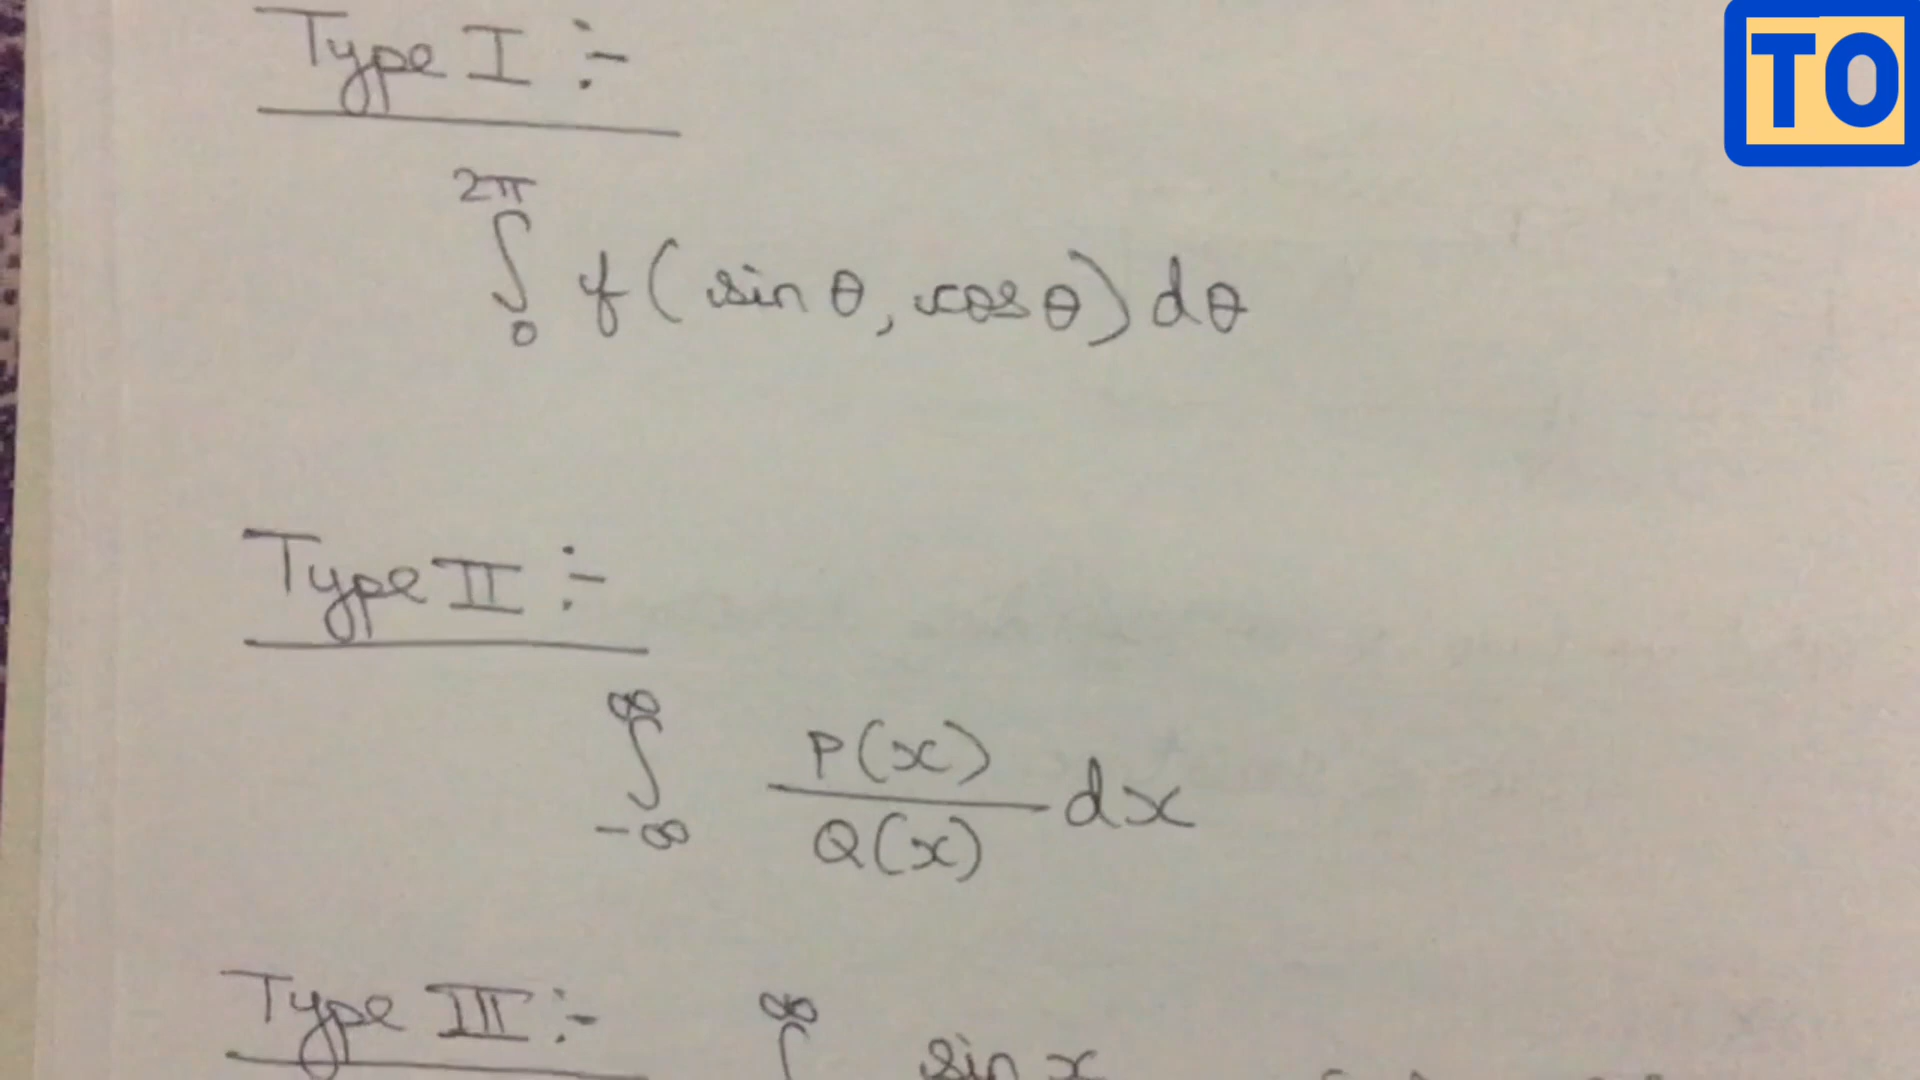 TO
Type I :-
2π
∫ f(sin θ, cos θ) dθ
0
Type II :-
∞
∫ P(x)/Q(x) dx
-∞
Type III :- ∞
∫ sin x